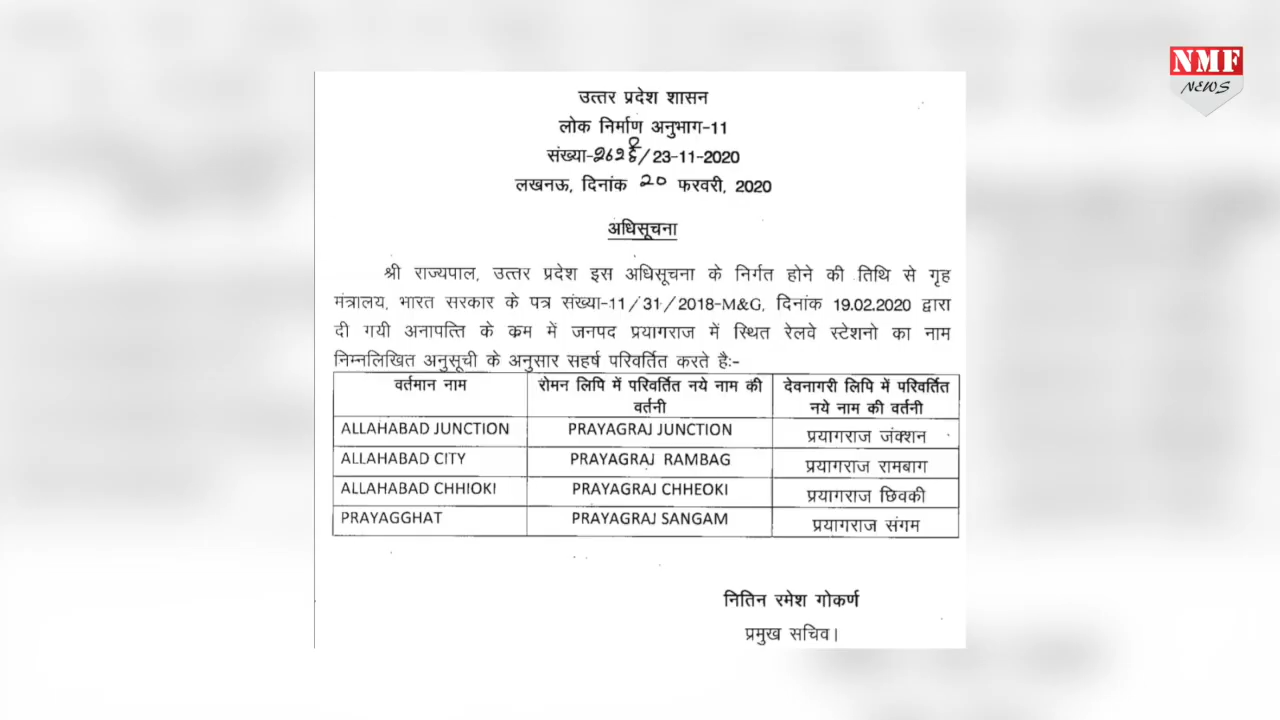 NMF
NEWS
उत्तर प्रदेश शासन
लोक निर्माण अनुभाग-11
संख्या- /23-11-2020
लखनऊ, दिनांक 20 फरवरी, 2020
अधिसूचना
श्री राज्यपाल, उत्तर प्रदेश इस अधिसूचना के निर्गत होने की तिथि से गृह
मंत्रालय, भारत सरकार के पत्र संख्या-11/31/2018-M&G, दिनांक 19.02.2020 द्वारा
दी गयी अनापत्ति के क्रम में जनपद प्रयागराज में स्थित रेलवे स्टेशनो का नाम
निम्नलिखित अनुसूची के अनुसार सहर्ष परिवर्तित करते हैः-
वर्तमान नाम
रोमन लिपि में परिवर्तित नये नाम की
वर्तनी
देवनागरी लिपि में परिवर्तित
नये नाम की वर्तनी
ALLAHABAD JUNCTION PRAYAGRAJ JUNCTION प्रयागराज जंक्शन
ALLAHABAD CITY PRAYAGRAJ RAMBAG प्रयागराज रामबाग
ALLAHABAD CHHIOKI PRAYAGRAJ CHHEOKI प्रयागराज छिवकी
PRAYAGGHAT PRAYAGRAJ SANGAM प्रयागराज संगम
नितिन रमेश गोकर्ण
प्रमुख सचिव।